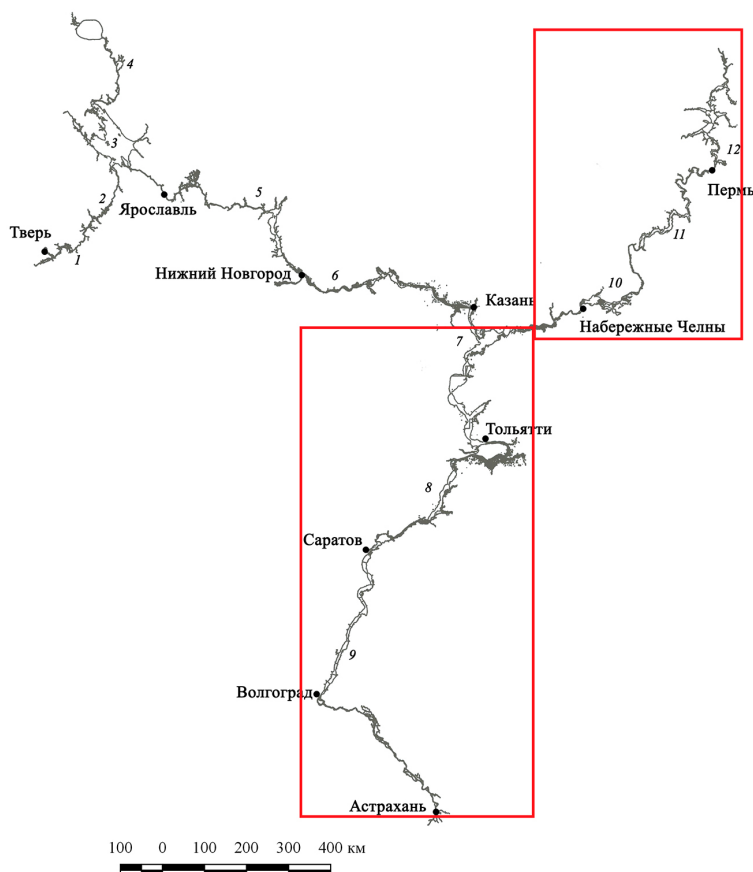 4
3
12
Пермь
2
5
Ярославль
Тверь
1
11
Нижний Новгород
6
10
Казань
Набережные Челны
7
Тольятти
8
Саратов
9
Волгоград
Астрахань
100 0 100 200 300 400 км